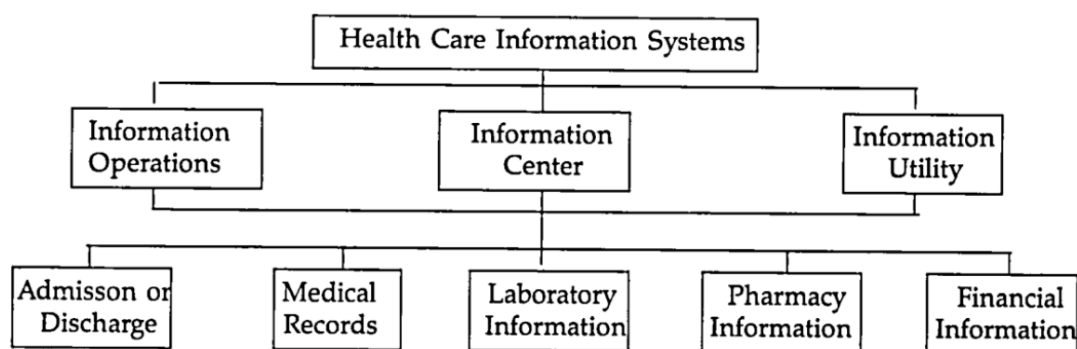 Health Care Information Systems
Information
Operations
Information
Center
Information
Utility
Admisson or
Discharge
Medical
Records
Laboratory
Information
Pharmacy
Information
Financial
Information